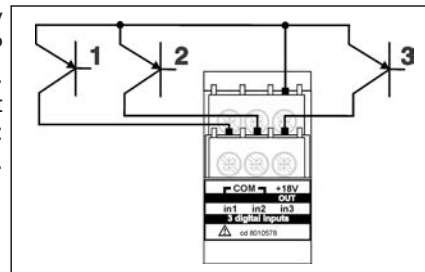 1 2 3
COM +18V
OUT
in1 in2 in3
3 digital inputs
cd 8010578